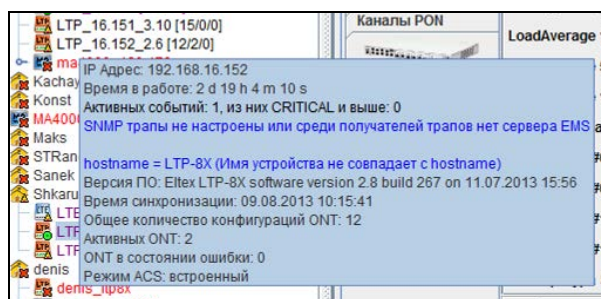 LTP_16.151_3.10 [15/0/0]
LTP_16.152_2.6 [12/2/0]
Каналы PON
LoadAverage
Kachay
Konst
MA4000
Maks
STRan
Sanek
Shkaru
LTE
LTP
LTP
denis
denis_ltp8x
IP Адрес: 192.168.16.152
Время в работе: 2 d 19 h 4 m 10 s
Активных событий: 1, из них CRITICAL и выше: 0
SNMP трапы не настроены или среди получателей трапов нет сервера EMS
hostname = LTP-8X (Имя устройства не совпадает с hostname)
Версия ПО: Eltex LTP-8X software version 2.8 build 267 on 11.07.2013 15:56
Время синхронизации: 09.08.2013 10:15:41
Общее количество конфигураций ONT: 12
Активных ONT: 2
ONT в состоянии ошибки: 0
Режим ACS: встроенный